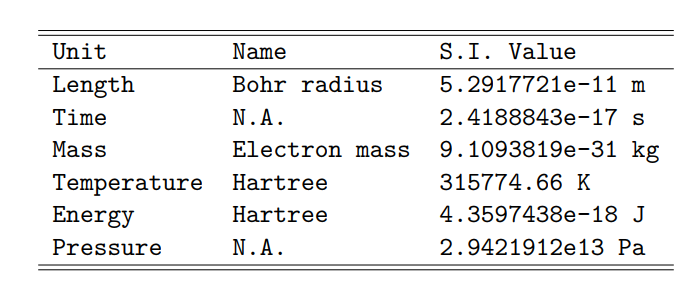 Unit Name S.I. Value
Length Bohr radius 5.2917721e-11 m
Time N.A. 2.4188843e-17 s
Mass Electron mass 9.1093819e-31 kg
Temperature Hartree 315774.66 K
Energy Hartree 4.3597438e-18 J
Pressure N.A. 2.9421912e13 Pa